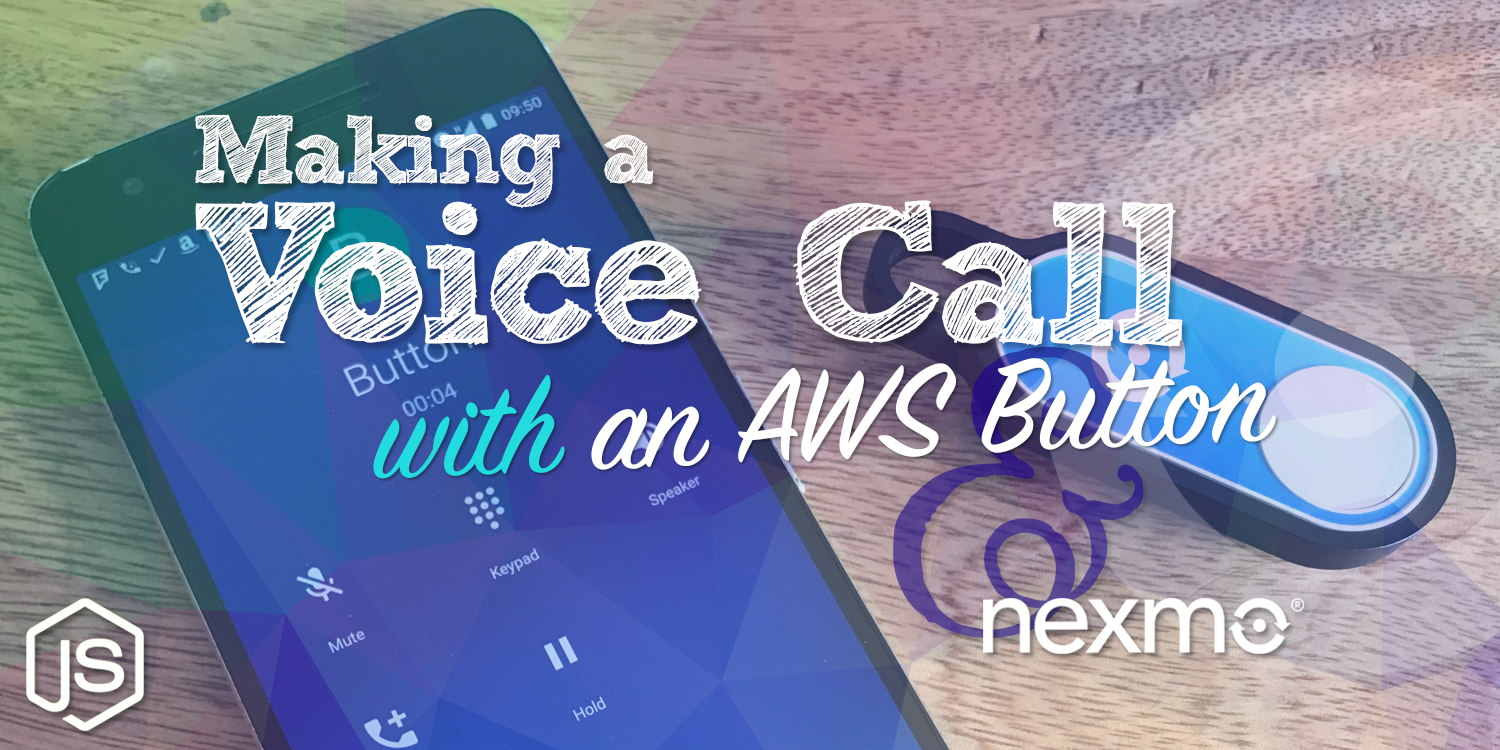 09:50
Making a
Voice Call
Button
00:04
with an AWS Button
&
Speaker
Keypad
Mute
Hold
JS
nexmo®